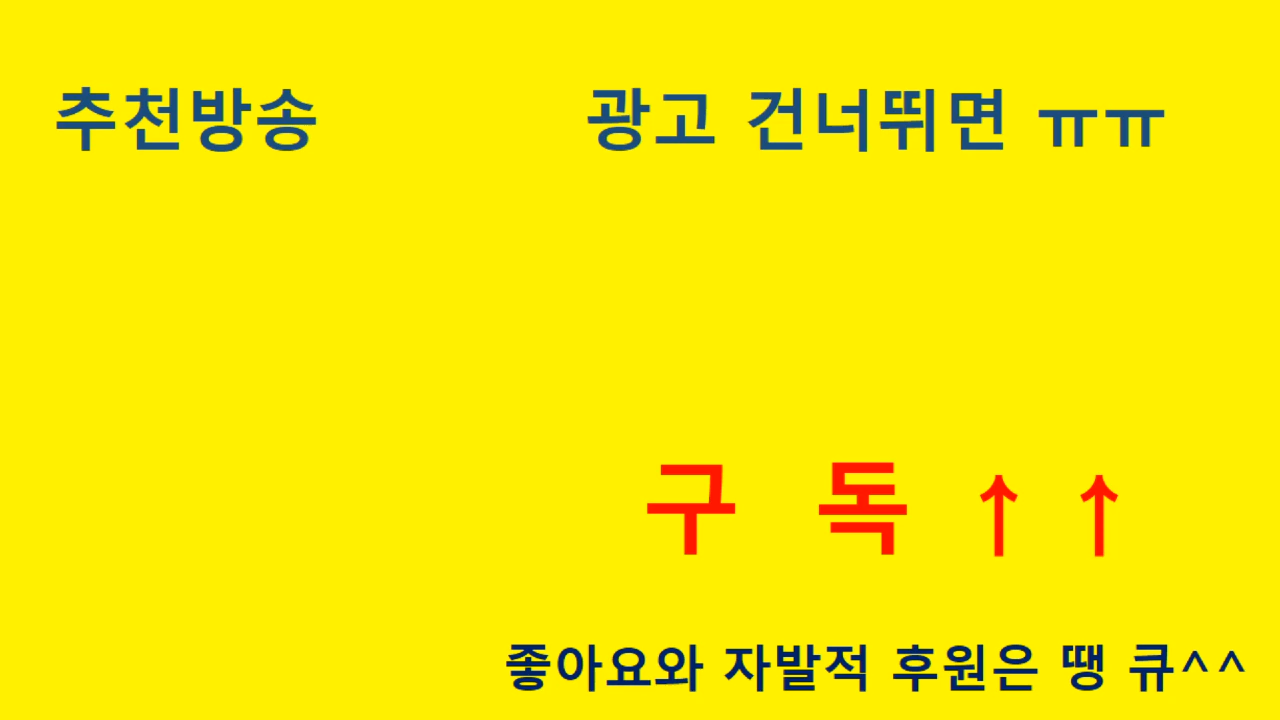 추천방송 광고 건너뛰면 ㅠㅠ
구 독 ↑ ↑
좋아요와 자발적 후원은 땡 큐^^